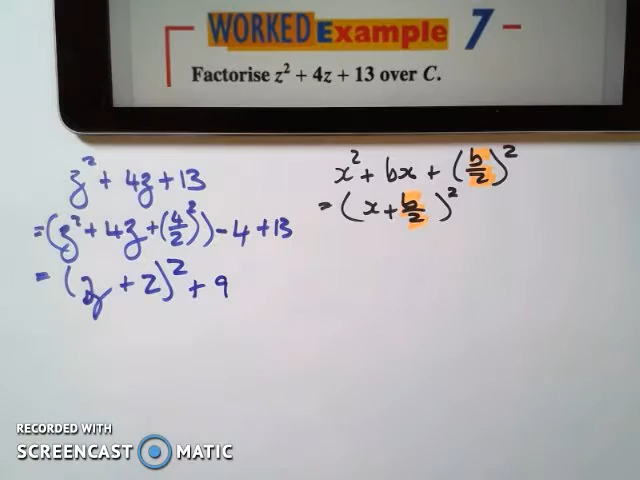 WORKED Example 7
Factorise z² + 4z + 13 over C.
z² + 4z + 13
= (z² + 4z + (4/2)²) - 4 + 13
= (z + 2)² + 9
x² + bx + (b/2)²
= (x + b/2)²
RECORDED WITH
SCREENCAST MATIC